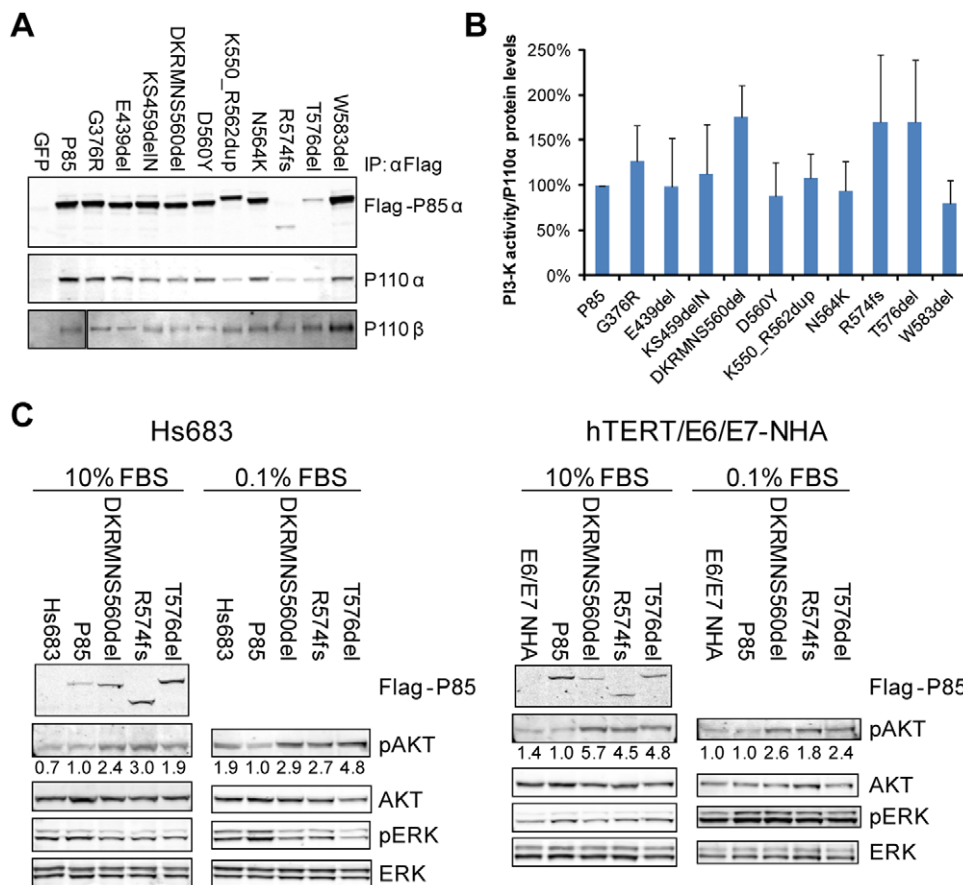 A
GFP
P85
G376R
E439del
KS459delN
DKRMNS560del
D560Y
K550_R562dup
N564K
R574fs
T576del
W583del
IP: αFlag
Flag-P85 α
P110 α
P110 β
B
PI3-K activity/P110α protein levels
250%
200%
150%
100%
50%
0%
P85
G376R
E439del
KS459delN
DKRMNS560del
D560Y
K550_R562dup
N564K
R574fs
T576del
W583del
C
Hs683
10% FBS
0.1% FBS
Hs683
P85
DKRMNS560del
R574fs
T576del
Hs683
P85
DKRMNS560del
R574fs
T576del
Flag-P85
pAKT
0.7 1.0 2.4 3.0 1.9
1.9 1.0 2.9 2.7 4.8
AKT
pERK
ERK
hTERT/E6/E7-NHA
10% FBS
0.1% FBS
E6/E7 NHA
P85
DKRMNS560del
R574fs
T576del
E6/E7 NHA
P85
DKRMNS560del
R574fs
T576del
Flag-P85
pAKT
1.4 1.0 5.7 4.5 4.8
1.0 1.0 2.6 1.8 2.4
AKT
pERK
ERK